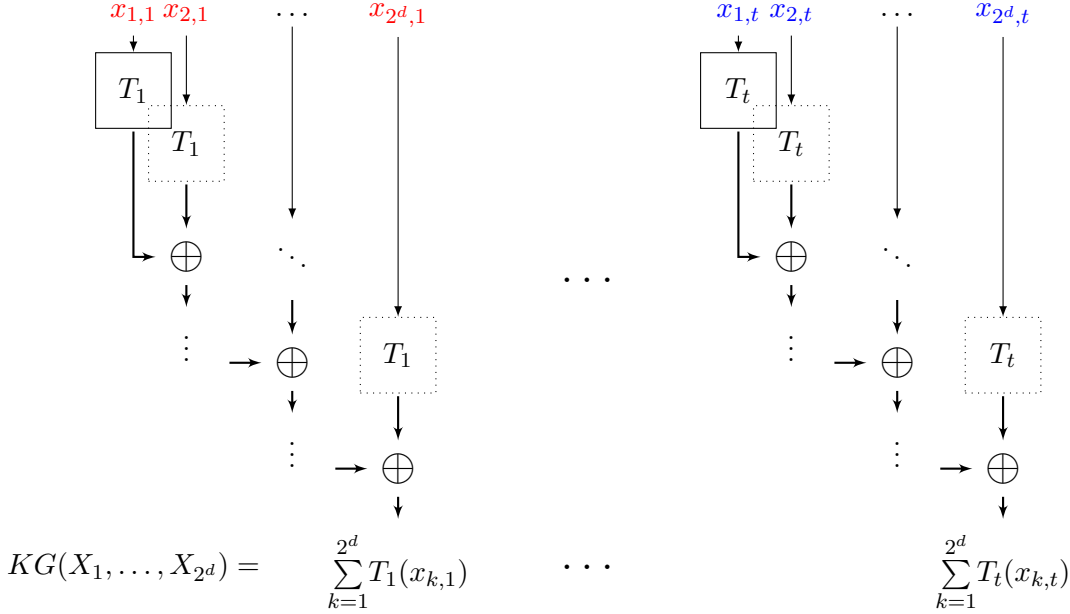 x_{1,1} x_{2,1} ⋯ x_{2^d,1} x_{1,t} x_{2,t} ⋯ x_{2^d,t}
T_1 T_t
T_1 T_t
⋱ ⋱
⋯
⋮ T_1 ⋮ T_t
⋮ ⋮
KG(X_1, …, X_{2^d}) = \sum_{k=1}^{2^d} T_1(x_{k,1}) ⋯ \sum_{k=1}^{2^d} T_t(x_{k,t})